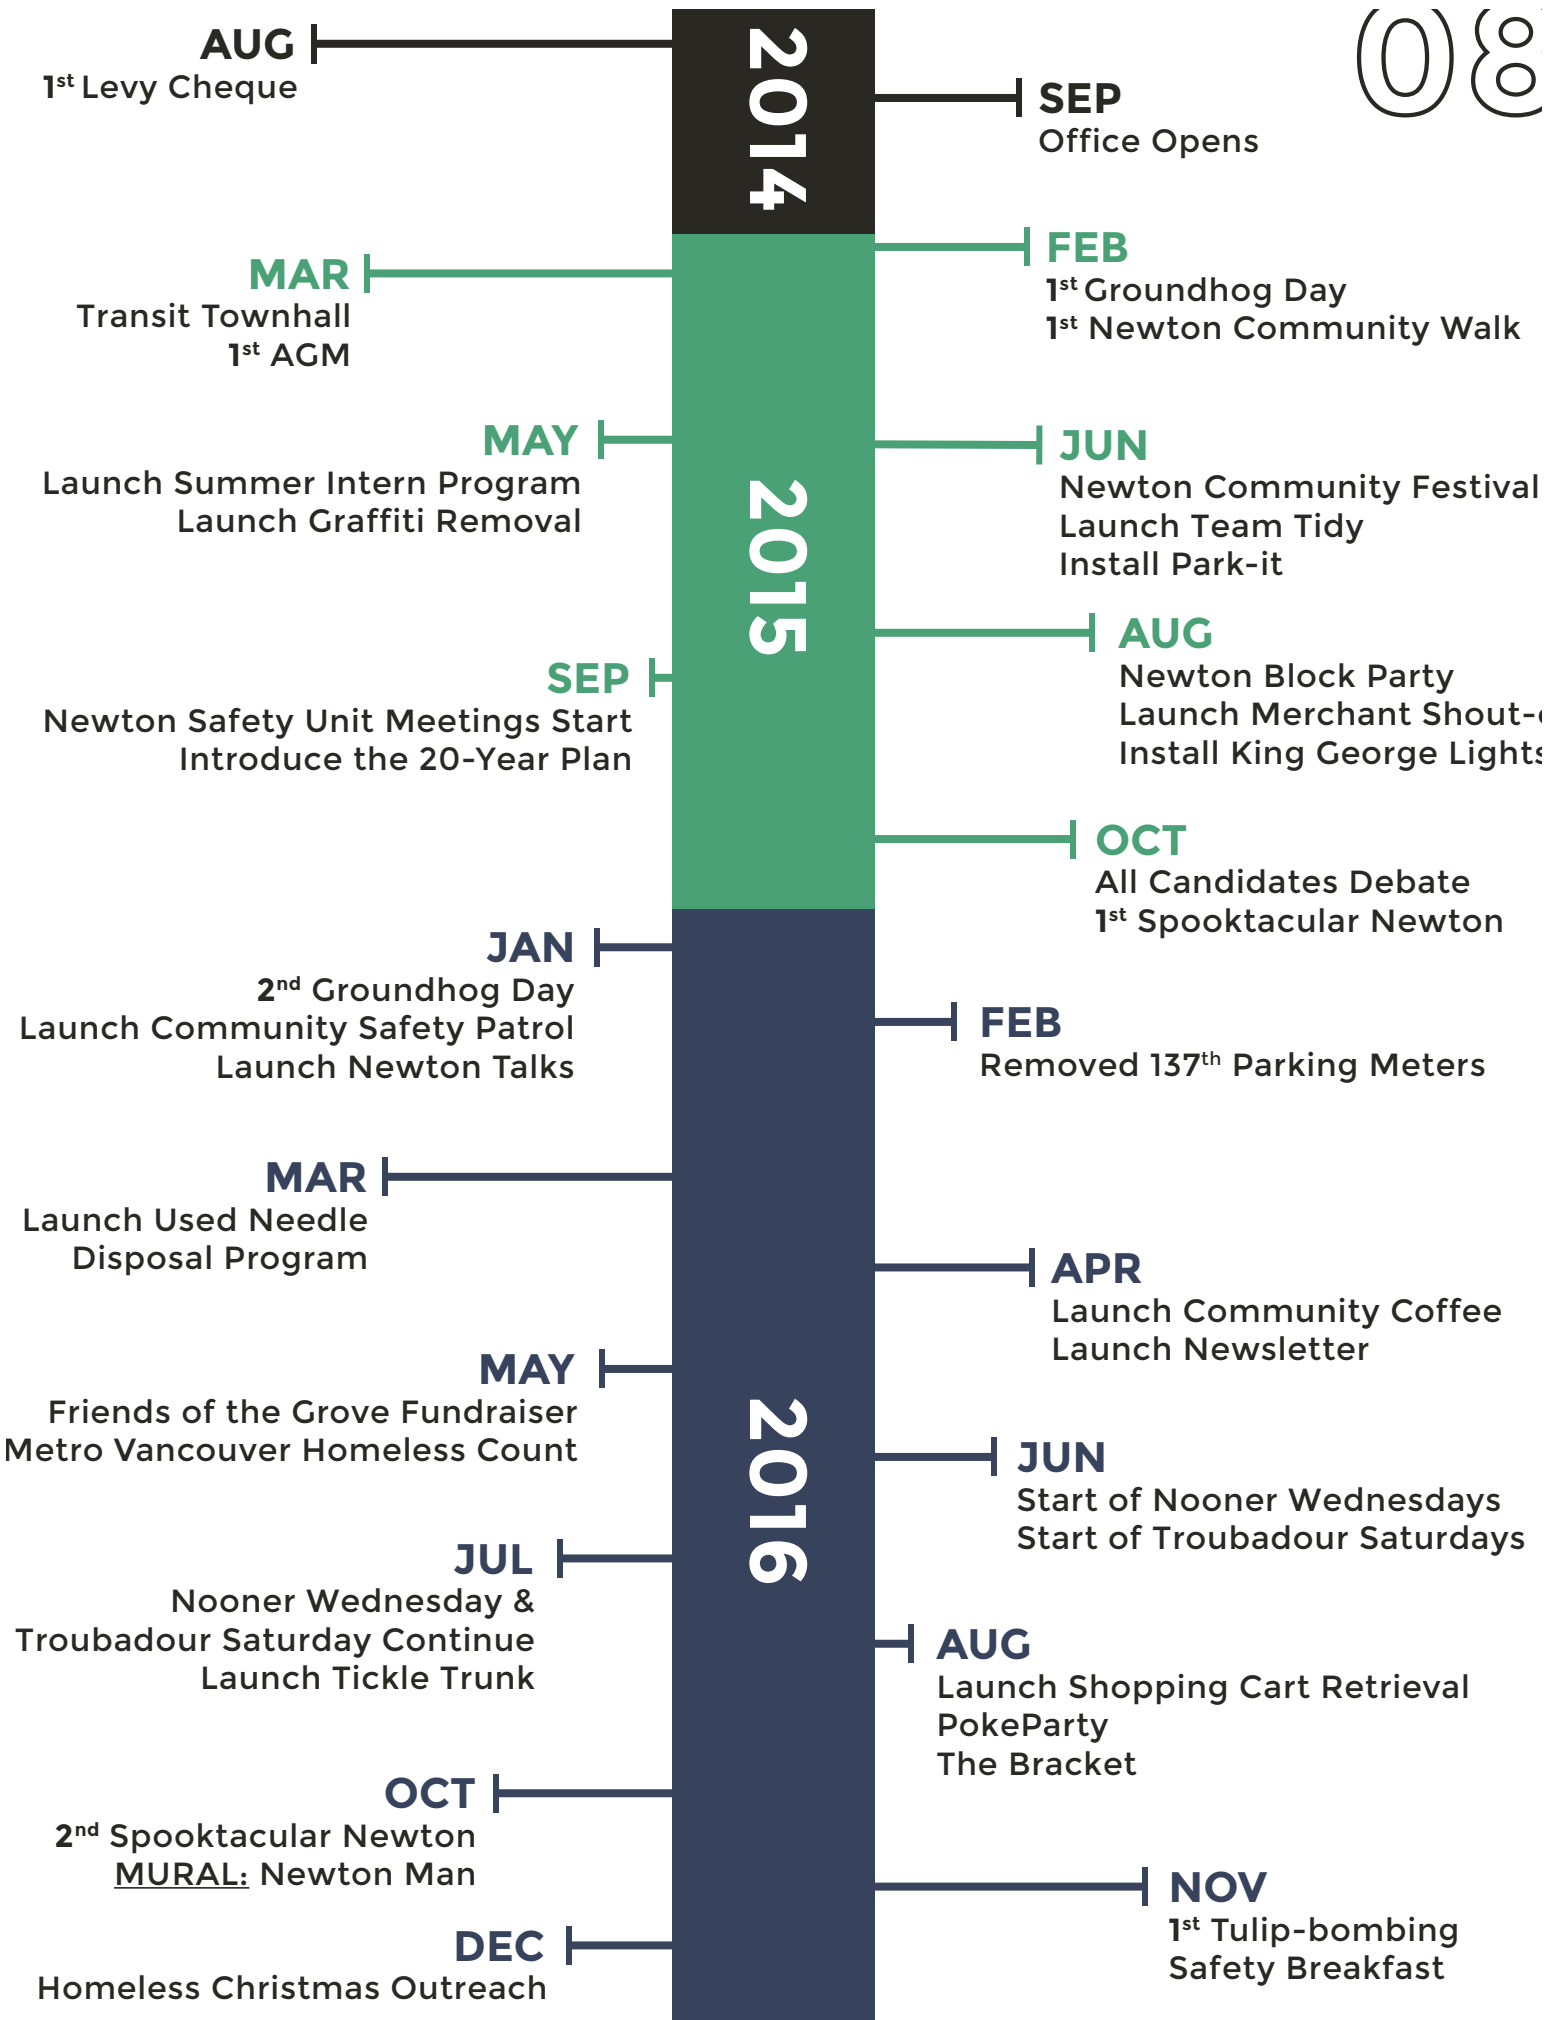 08
2014
AUG
1st Levy Cheque
SEP
Office Opens
2015
FEB
1st Groundhog Day
1st Newton Community Walk
MAR
Transit Townhall
1st AGM
MAY
Launch Summer Intern Program
Launch Graffiti Removal
JUN
Newton Community Festival
Launch Team Tidy
Install Park-it
AUG
Newton Block Party
Launch Merchant
Install King George Lights
SEP
Newton Safety Unit Meetings Start
Introduce the 20-Year Plan
OCT
All Candidates Debate
1st Spooktacular Newton
2016
JAN
2nd Groundhog Day
Launch Community Safety Patrol
Launch Newton Talks
FEB
Removed 137th Parking Meters
MAR
Launch Used Needle
Disposal Program
APR
Launch Community Coffee
Launch Newsletter
MAY
Friends of the Grove Fundraiser
Metro Vancouver Homeless Count
JUN
Start of Nooner Wednesdays
Start of Troubadour Saturdays
JUL
Nooner Wednesday &
Troubadour Saturday Continue
Launch Tickle Trunk
AUG
Launch Shopping Cart Retrieval
PokeParty
The Bracket
OCT
2nd Spooktacular Newton
MURAL: Newton Man
NOV
1st Tulip-bombing
Safety Breakfast
DEC
Homeless Christmas Outreach